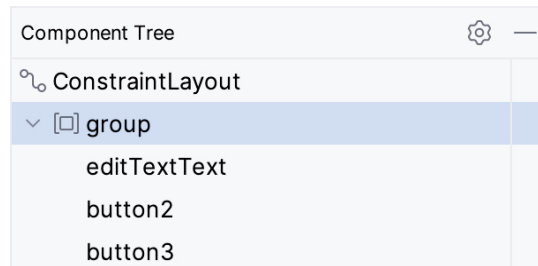 Component Tree
ConstraintLayout
group
editTextText
button2
button3